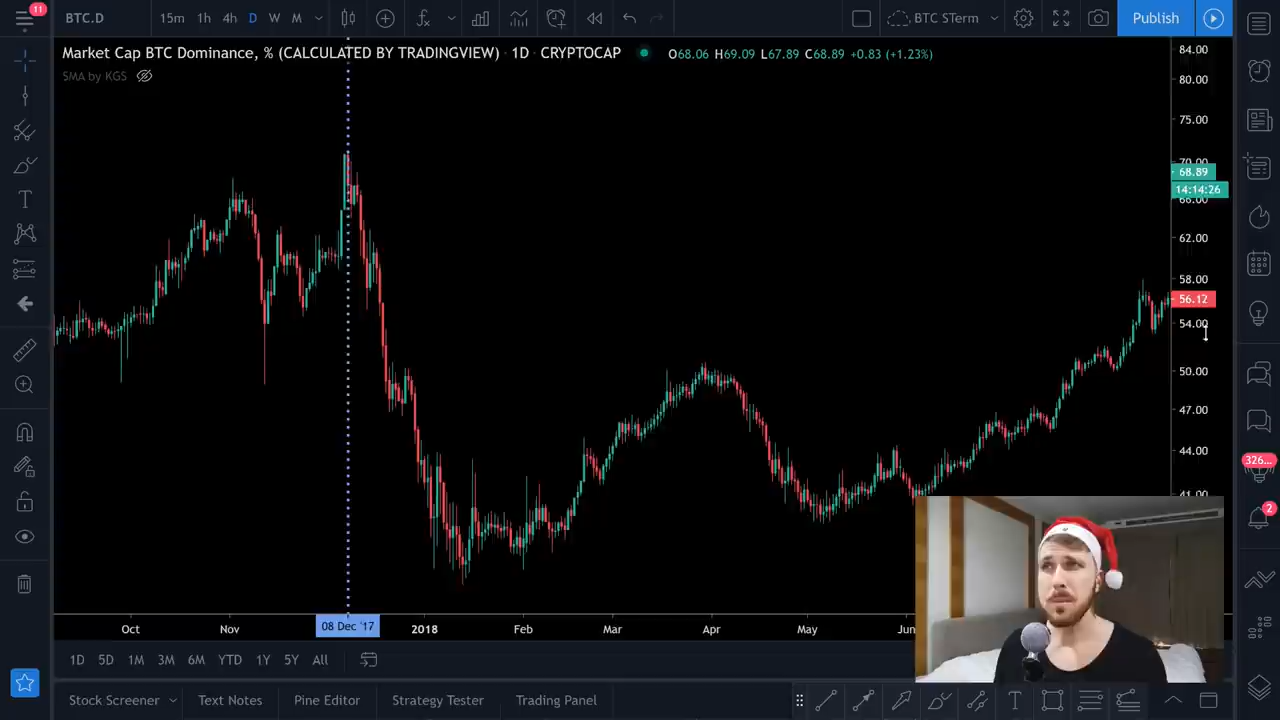 11
BTC.D
15m 1h 4h D W M
BTC STerm
Publish
Market Cap BTC Dominance, % (CALCULATED BY TRADINGVIEW) · 1D · CRYPTOCAP
O68.06 H69.09 L67.89 C68.89 +0.83 (+1.23%)
SMA by KGS
84.00
80.00
75.00
70.00
68.89
14:14:26
66.00
62.00
58.00
56.12
54.00
50.00
47.00
44.00
41.00
326...
2
Oct Nov 08 Dec '17 2018 Feb Mar Apr May Jun
1D 5D 1M 3M 6M YTD 1Y 5Y All
Stock Screener Text Notes Pine Editor Strategy Tester Trading Panel